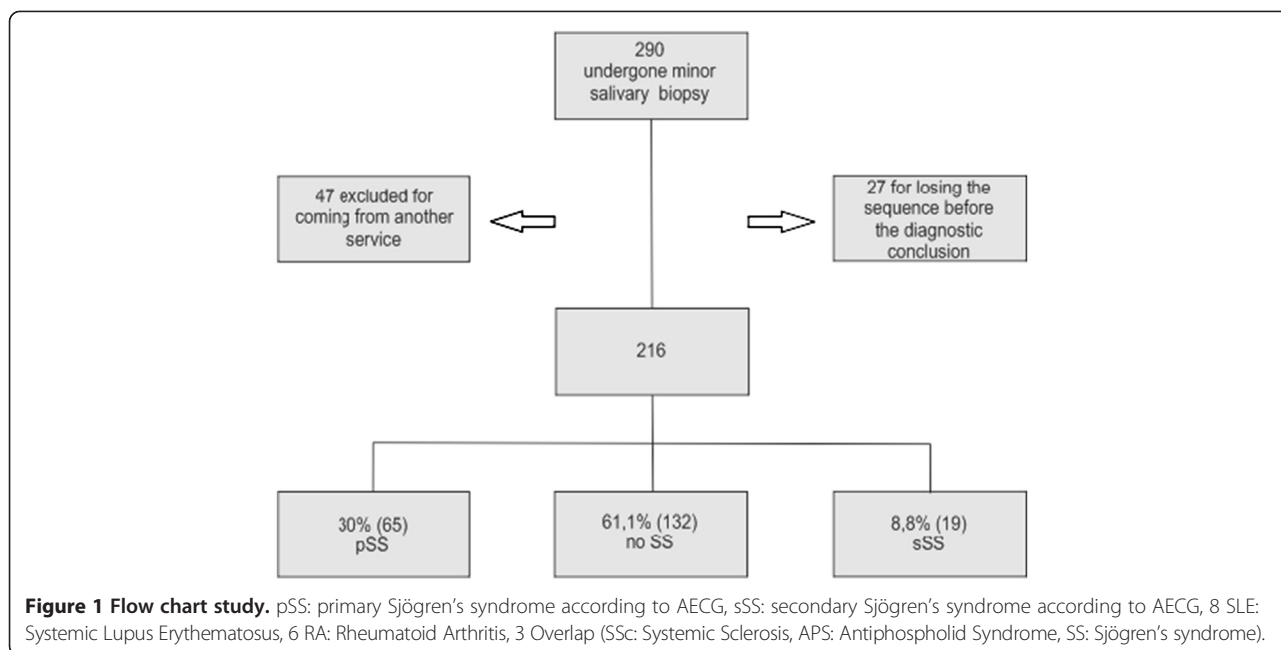 290
undergone minor
salivary biopsy
47 excluded for
coming from another
service
27 for losing the
sequence before
the diagnostic
conclusion
216
30% (65)
pSS
61,1% (132)
no SS
8,8% (19)
sSS
Figure 1 Flow chart study. pSS: primary Sjögren's syndrome according to AECG, sSS: secondary Sjögren's syndrome according to AECG, 8 SLE:
Systemic Lupus Erythematosus, 6 RA: Rheumatoid Arthritis, 3 Overlap (SSc: Systemic Sclerosis, APS: Antiphospholid Syndrome, SS: Sjögren's syndrome).